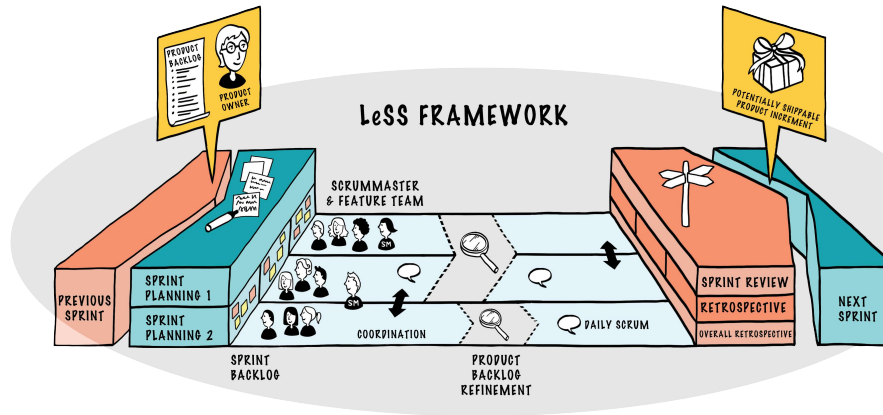 PRODUCT
BACKLOG
PRODUCT
OWNER
LeSS FRAMEWORK
POTENTIALLY SHIPPABLE
PRODUCT INCREMENT
SCRUMMASTER
& FEATURE TEAM
SM
SM
PREVIOUS
SPRINT
SPRINT
PLANNING 1
SPRINT
PLANNING 2
SPRINT
BACKLOG
COORDINATION
PRODUCT
BACKLOG
REFINEMENT
DAILY SCRUM
SPRINT REVIEW
RETROSPECTIVE
OVERALL RETROSPECTIVE
NEXT
SPRINT